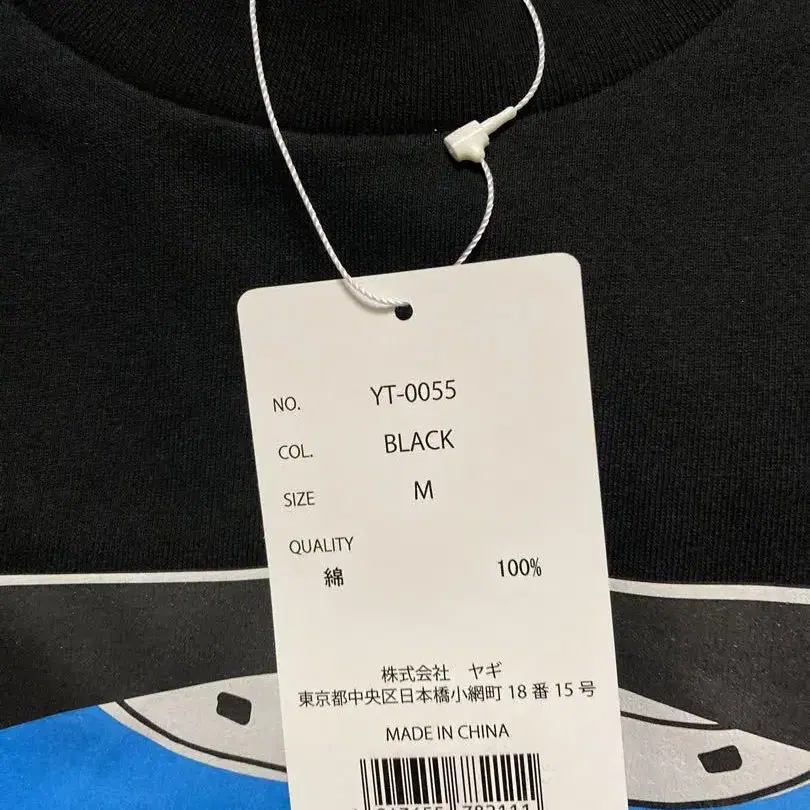 NO. YT-0055
COL. BLACK
SIZE M
QUALITY
綿 100%
株式会社 ヤギ
東京都中央区日本橋小網町 18 番 15 号
MADE IN CHINA